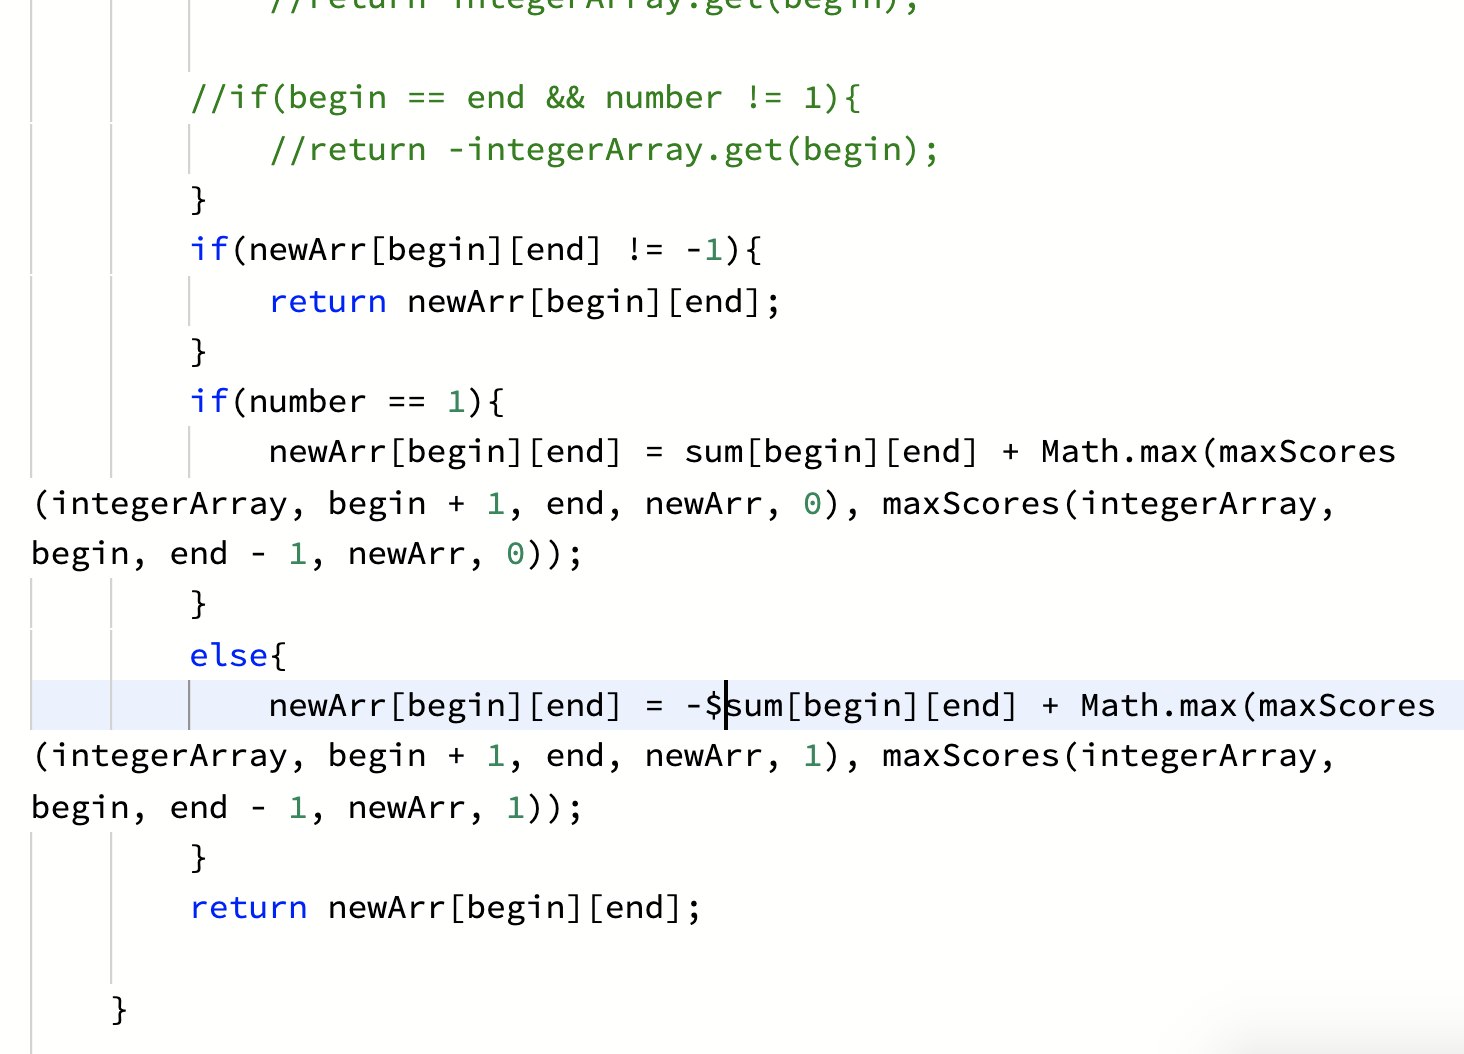 //return integerArray.get(begin);
//if(begin == end && number != 1){
//return -integerArray.get(begin);
}
if(newArr[begin][end] != -1){
return newArr[begin][end];
}
if(number == 1){
newArr[begin][end] = sum[begin][end] + Math.max(maxScores
(integerArray, begin + 1, end, newArr, 0), maxScores(integerArray,
begin, end - 1, newArr, 0));
}
else{
newArr[begin][end] = -$sum[begin][end] + Math.max(maxScores
(integerArray, begin + 1, end, newArr, 1), maxScores(integerArray,
begin, end - 1, newArr, 1));
}
return newArr[begin][end];
}